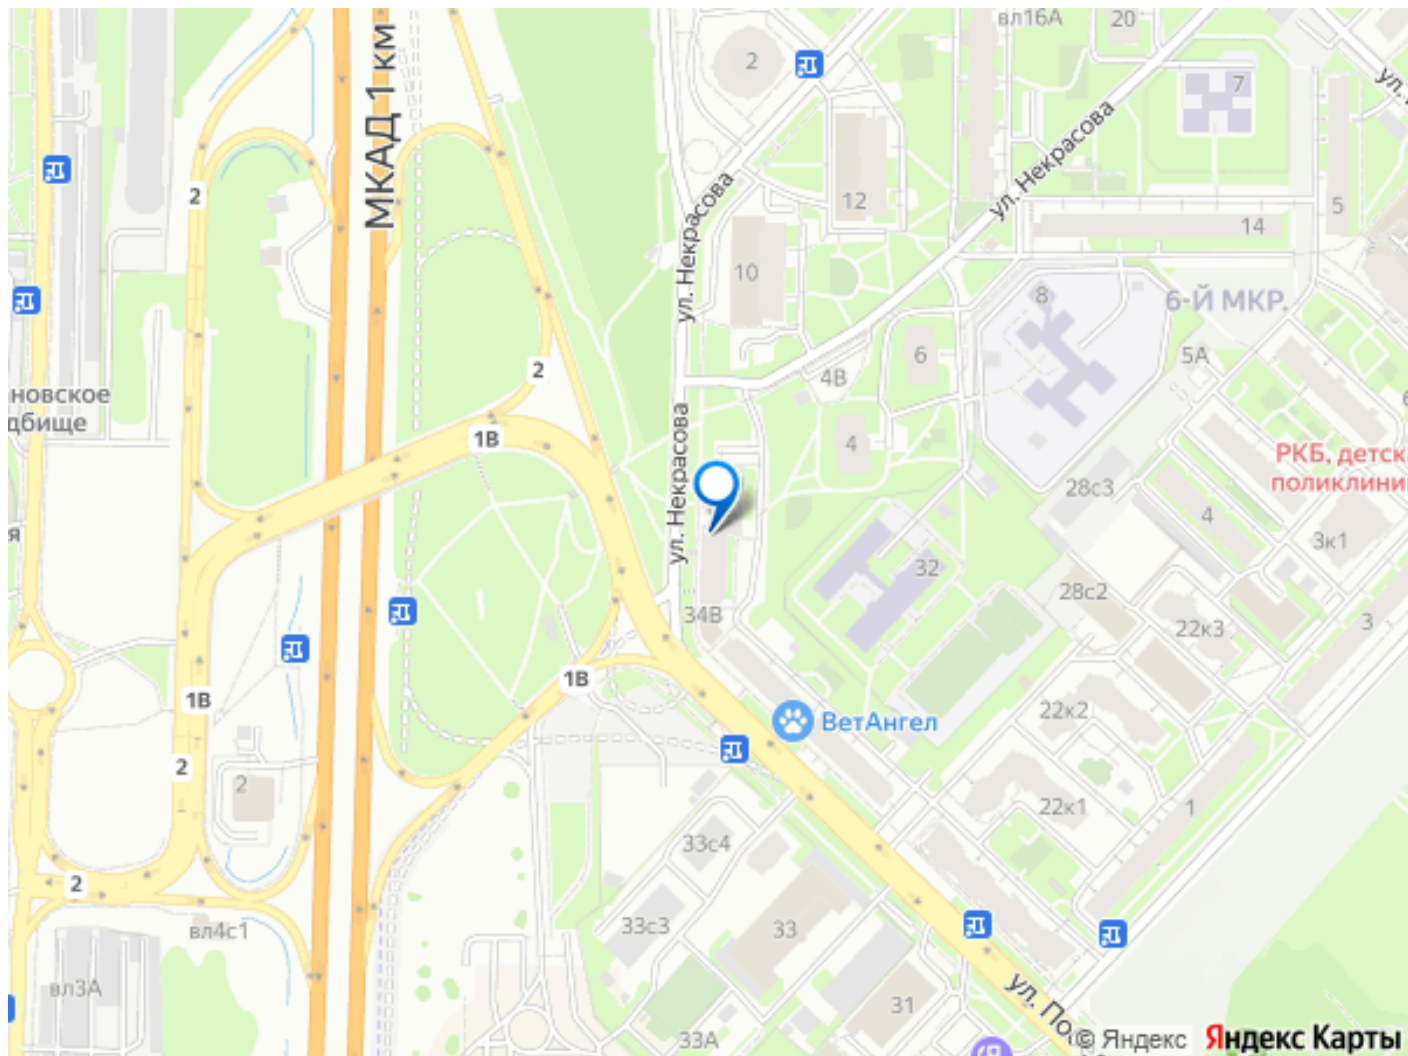 вл16А
20
2
7
МКАД 1 км
2
ул. Некрасова
12
ул. Некрасова
5
14
10
8
6-Й МКР.
6
5А
2
4В
новское
дбище
1В
ул. Некрасова
4
РКБ, детск
поликлини
28с3
4
3к1
я
32
28с2
34В
22к3
3
1В
1В
22к2
ВетАнгел
2
2
22к1
1
33с4
2
33с3
33
вл4с1
вл3А
31
33А
ул. По
© Яндекс
Яндекс Карты